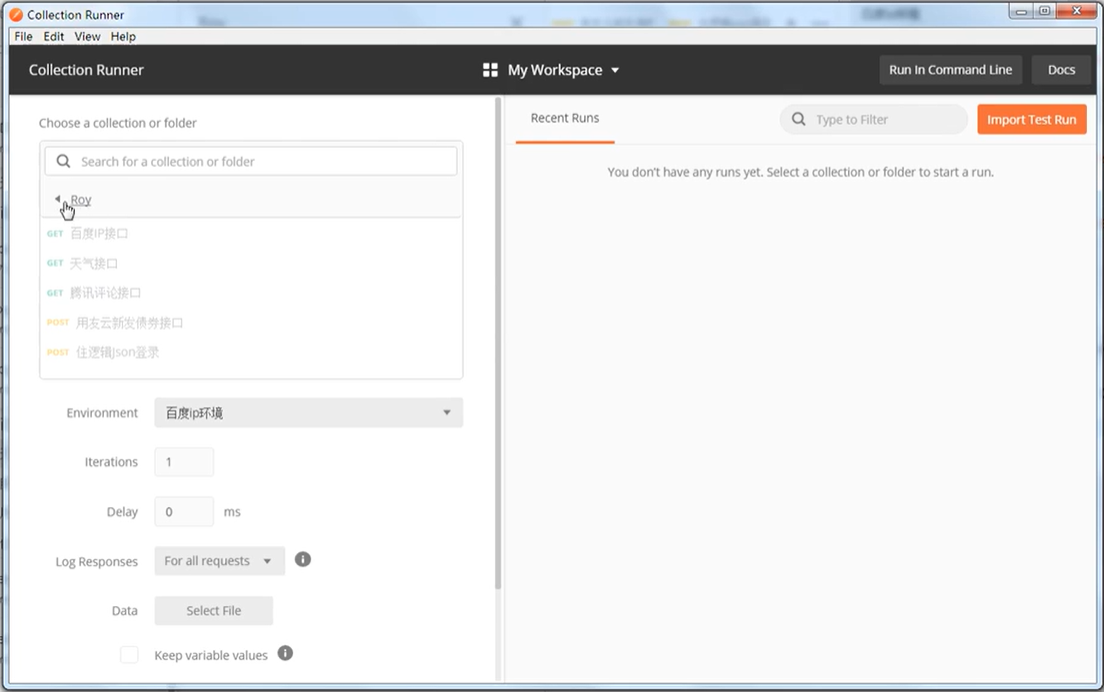 Collection Runner
File Edit View Help
Collection Runner
My Workspace
Run In Command Line
Docs
Choose a collection or folder
Search for a collection or folder
Roy
GET 百度IP接口
GET 天气接口
GET 腾讯评论接口
POST 用友云新发债券接口
POST 住逻辑Json登录
Environment 百度ip环境
Iterations 1
Delay 0 ms
Log Responses For all requests
Data Select File
Keep variable values
Recent Runs
Type to Filter
Import Test Run
You don't have any runs yet. Select a collection or folder to start a run.